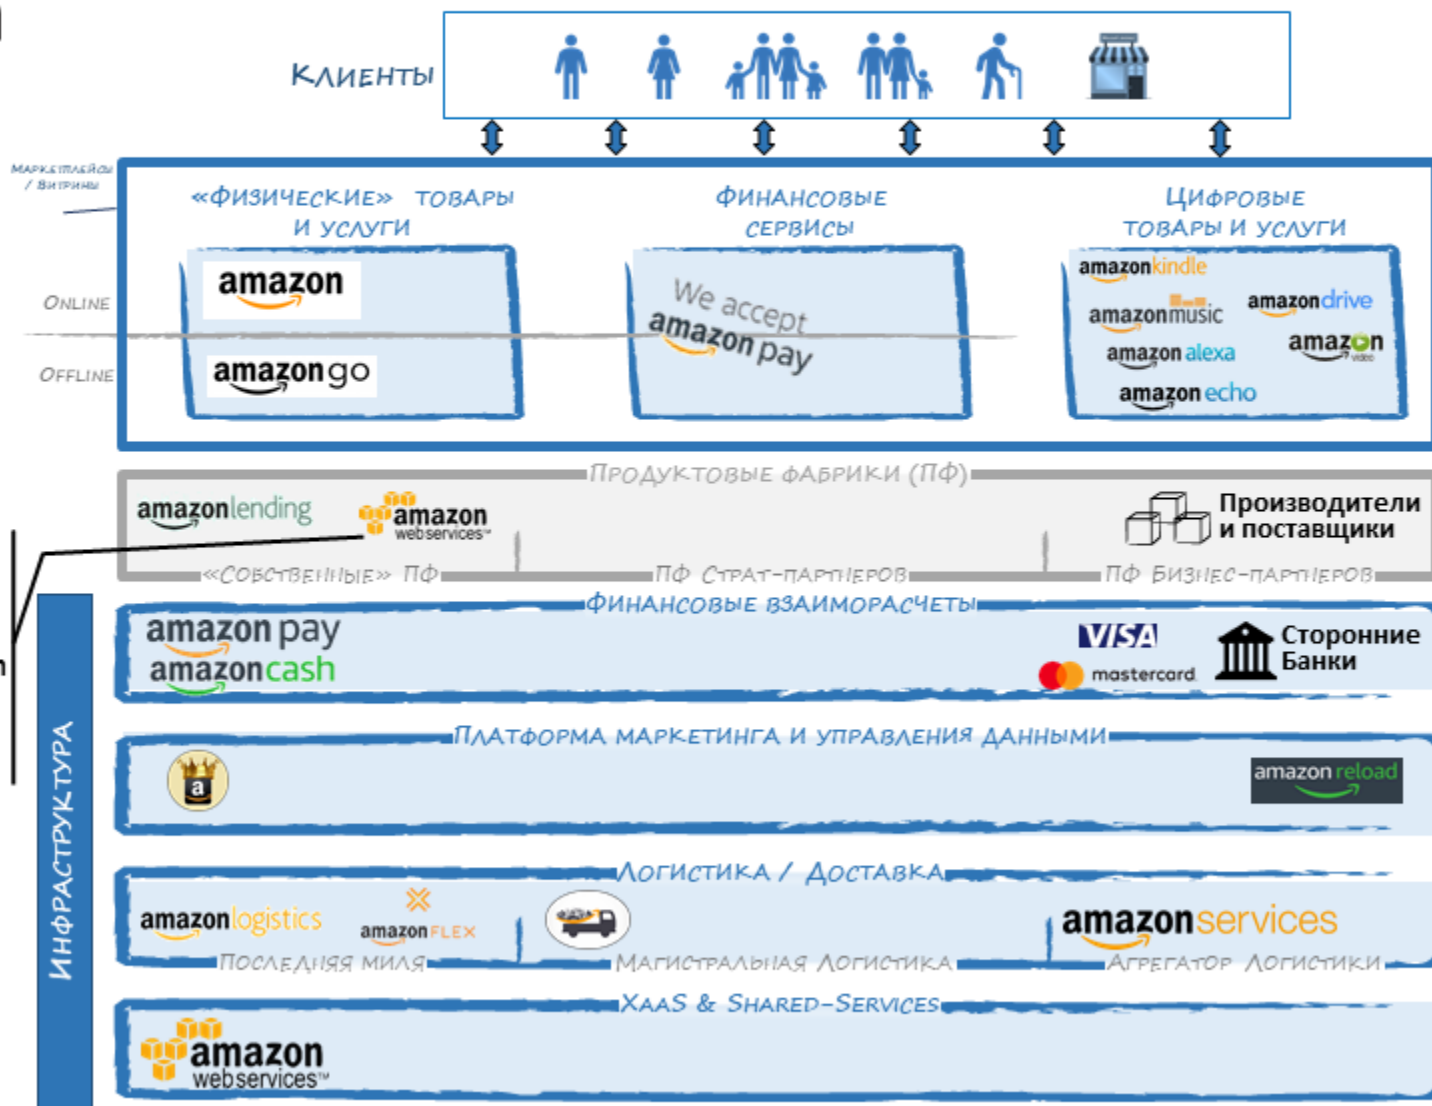 Клиенты
Маркетплейсы
/ Витрины
«Физические» товары
и услуги
Финансовые
сервисы
Цифровые
товары и услуги
Online
Offline
amazon
amazon go
We accept
amazon pay
amazon kindle
amazon music
amazon drive
amazon alexa
amazon video
amazon echo
Продуктовые фабрики (ПФ)
amazon lending
amazon
web services™
Производители
и поставщики
«Собственные» ПФ
ПФ Страт-партнеров
ПФ Бизнес-партнеров
Инфраструктура
Финансовые взаиморасчеты
amazon pay
amazon cash
VISA
mastercard.
Сторонние
Банки
Платформа маркетинга и управления данными
a
amazon reload
Логистика / Доставка
amazon logistics
amazon FLEX
amazon services
Последняя миля
Магистральная Логистика
Агрегатор Логистики
XaaS & Shared-Services
amazon
web services™